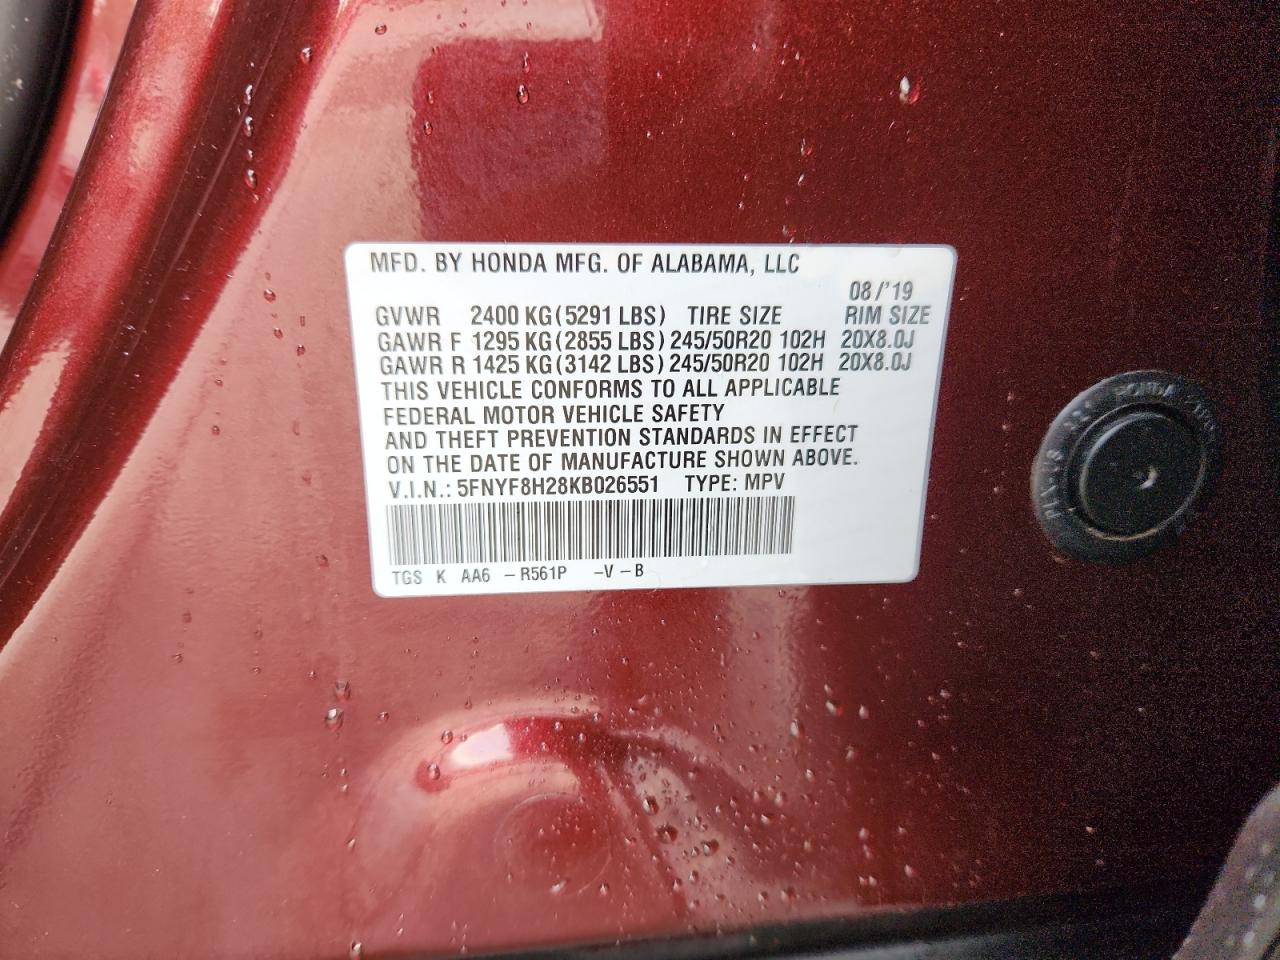 MFD. BY HONDA MFG. OF ALABAMA, LLC
08/'19
GVWR 2400 KG (5291 LBS) TIRE SIZE RIM SIZE
GAWR F 1295 KG (2855 LBS) 245/50R20 102H 20X8.0J
GAWR R 1425 KG (3142 LBS) 245/50R20 102H 20X8.0J
THIS VEHICLE CONFORMS TO ALL APPLICABLE
FEDERAL MOTOR VEHICLE SAFETY
AND THEFT PREVENTION STANDARDS IN EFFECT
ON THE DATE OF MANUFACTURE SHOWN ABOVE.
V.I.N.: 5FNYF8H28KB026551 TYPE: MPV
TGS K AA6 -R561P -V-B